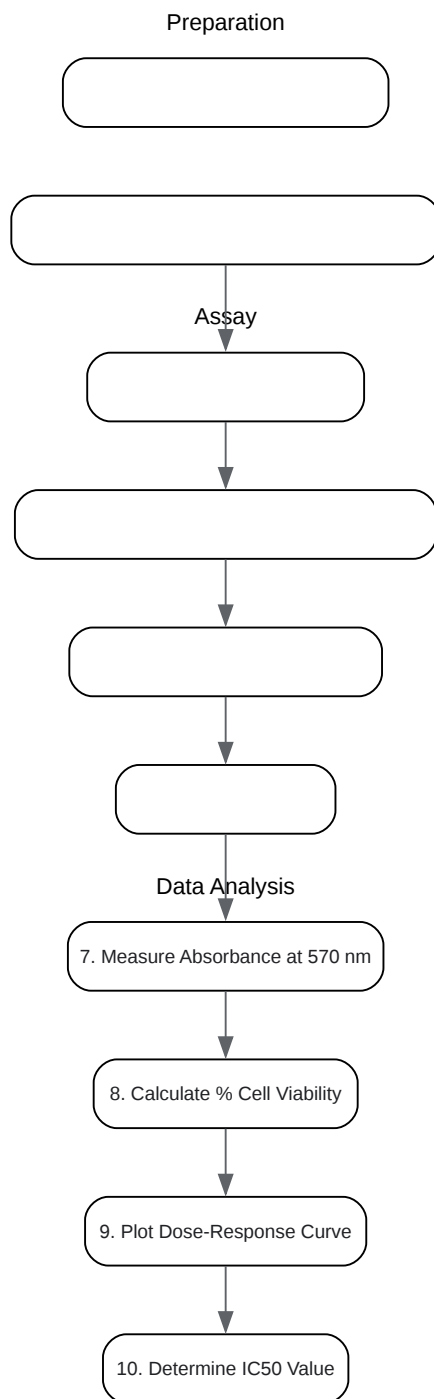 Preparation
Assay
Data Analysis
7. Measure Absorbance at 570 nm
8. Calculate % Cell Viability
9. Plot Dose-Response Curve
10. Determine IC50 Value